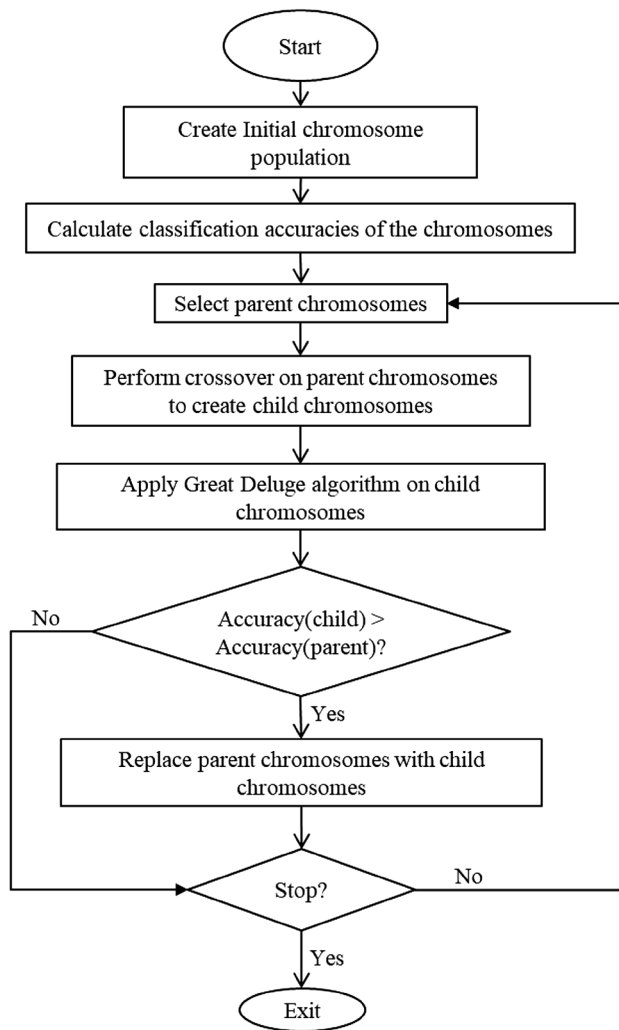 Start
Create Initial chromosome
population
Calculate classification accuracies of the chromosomes
Select parent chromosomes
Perform crossover on parent chromosomes
to create child chromosomes
Apply Great Deluge algorithm on child
chromosomes
No
Accuracy(child) >
Accuracy(parent)?
Yes
Replace parent chromosomes with child
chromosomes
Stop?
No
Yes
Exit